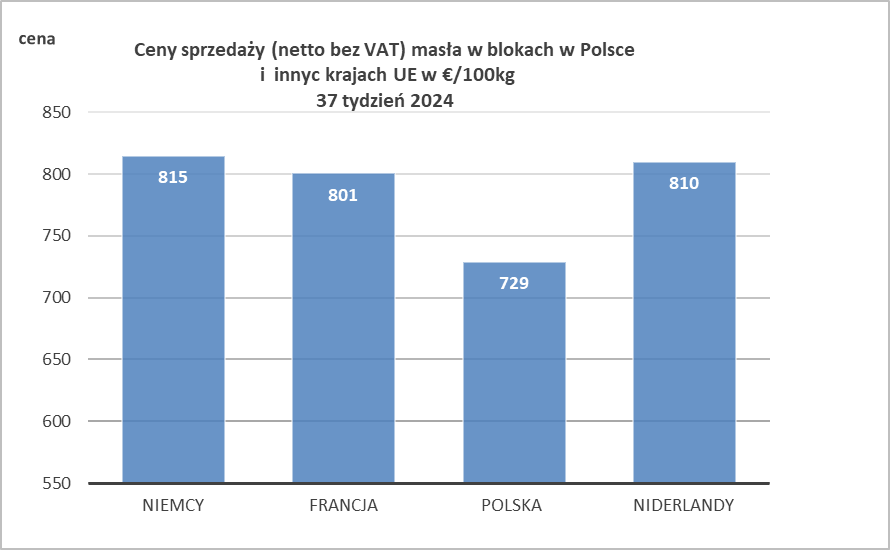 cena
Ceny sprzedaży (netto bez VAT) masła w blokach w Polsce
i innyc krajach UE w €/100kg
37 tydzień 2024
850
800
750
700
650
600
550
815
801
729
810
NIEMCY
FRANCJA
POLSKA
NIDERLANDY